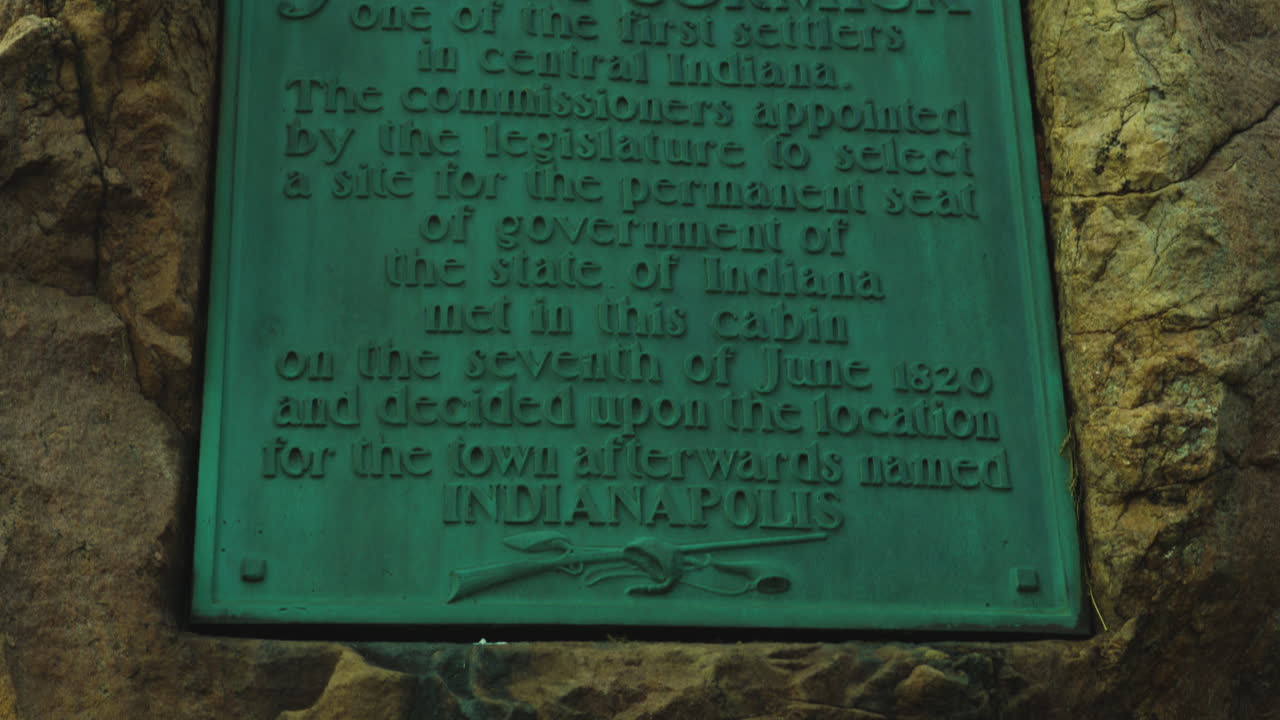 one of the first settlers
in central Indiana.
The commissioners appointed
by the legislature to select
a site for the permanent seat
of government of
the state of Indiana
met in this cabin
on the seventh of June 1820
and decided upon the location
for the town afterwards named
INDIANAPOLIS